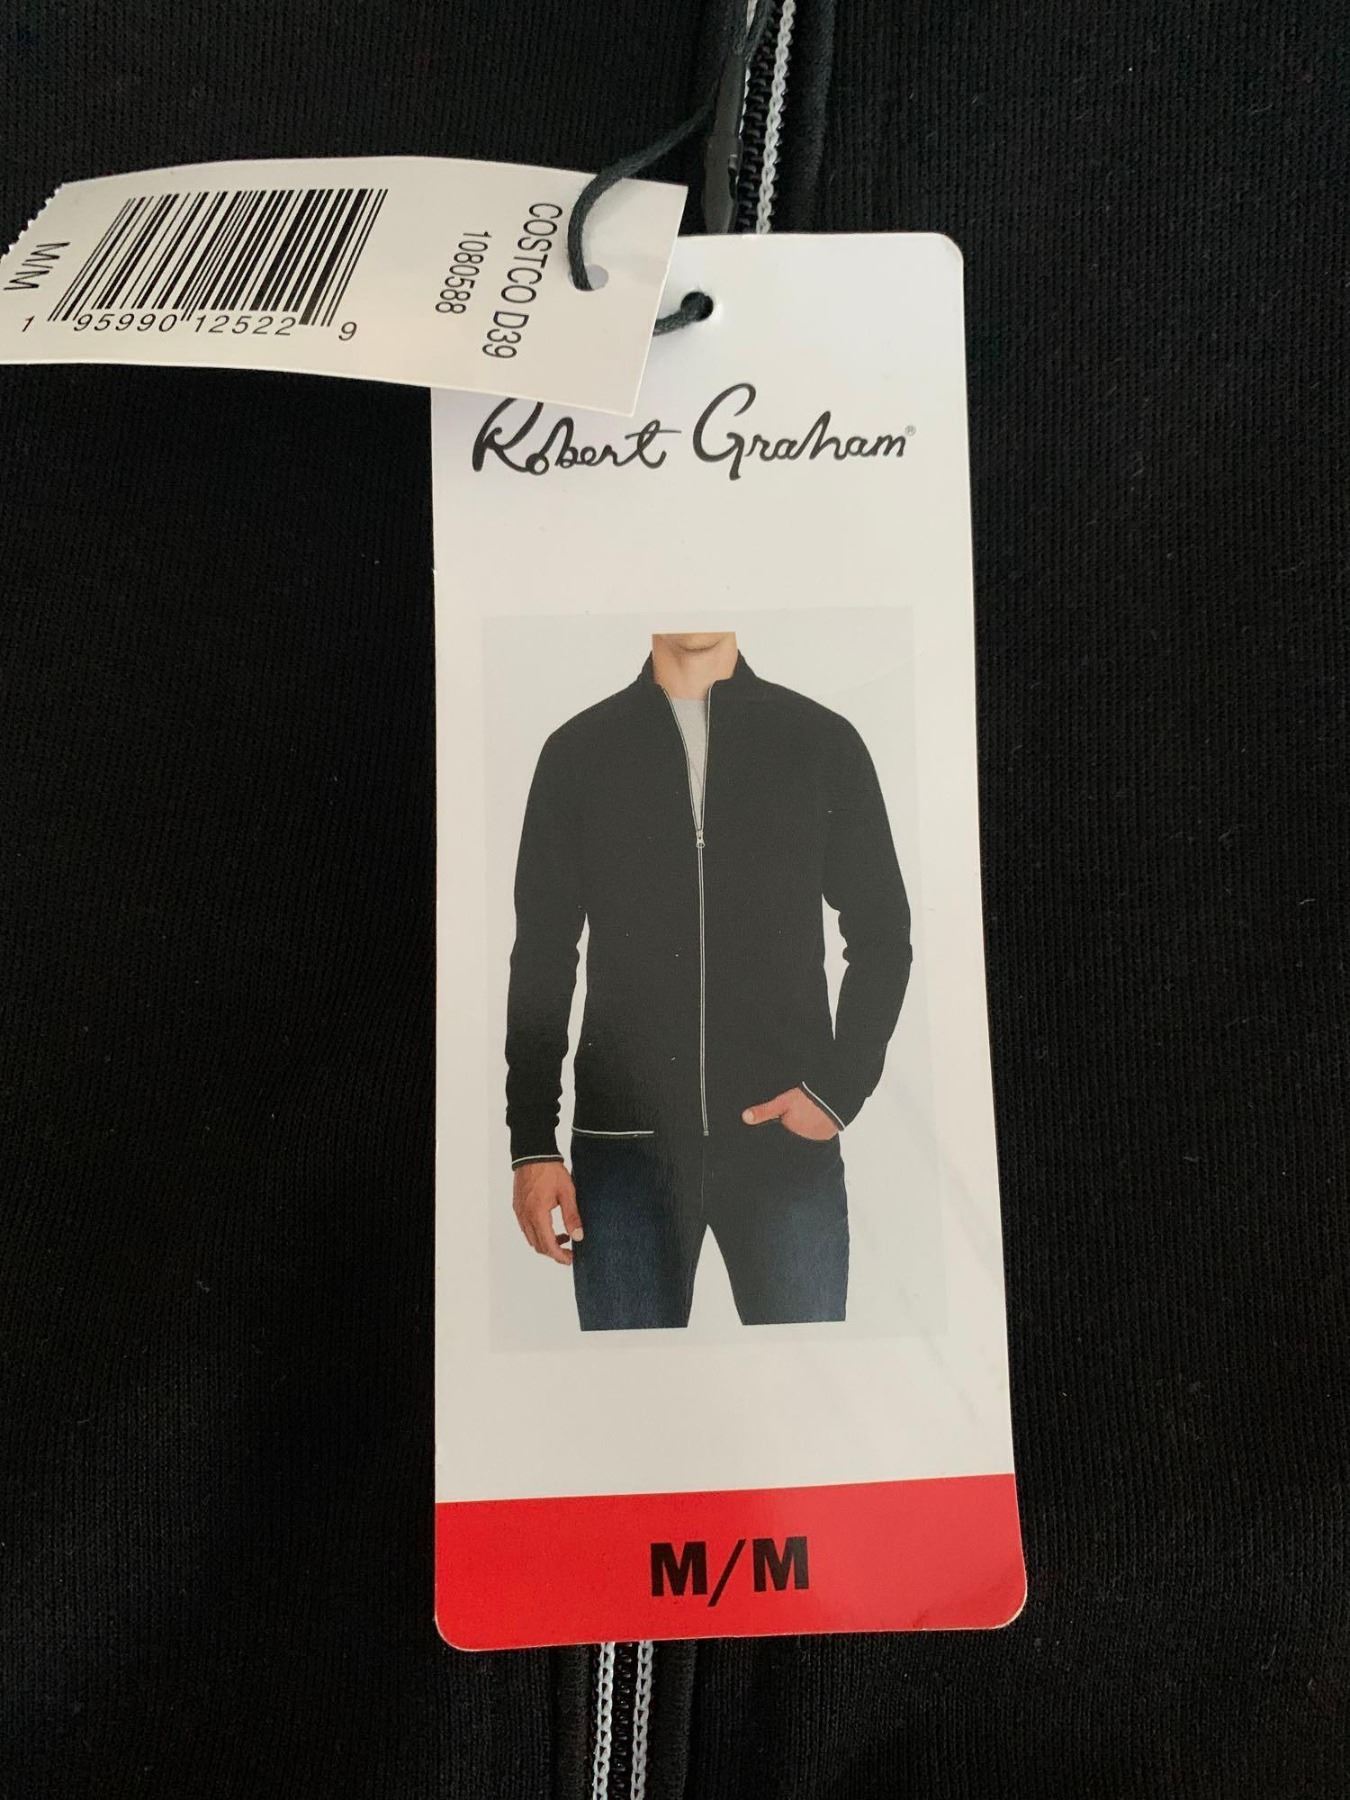 COSTCO D39
1080588
M/M
1 95990 12522 9
Robert Graham®
M/M